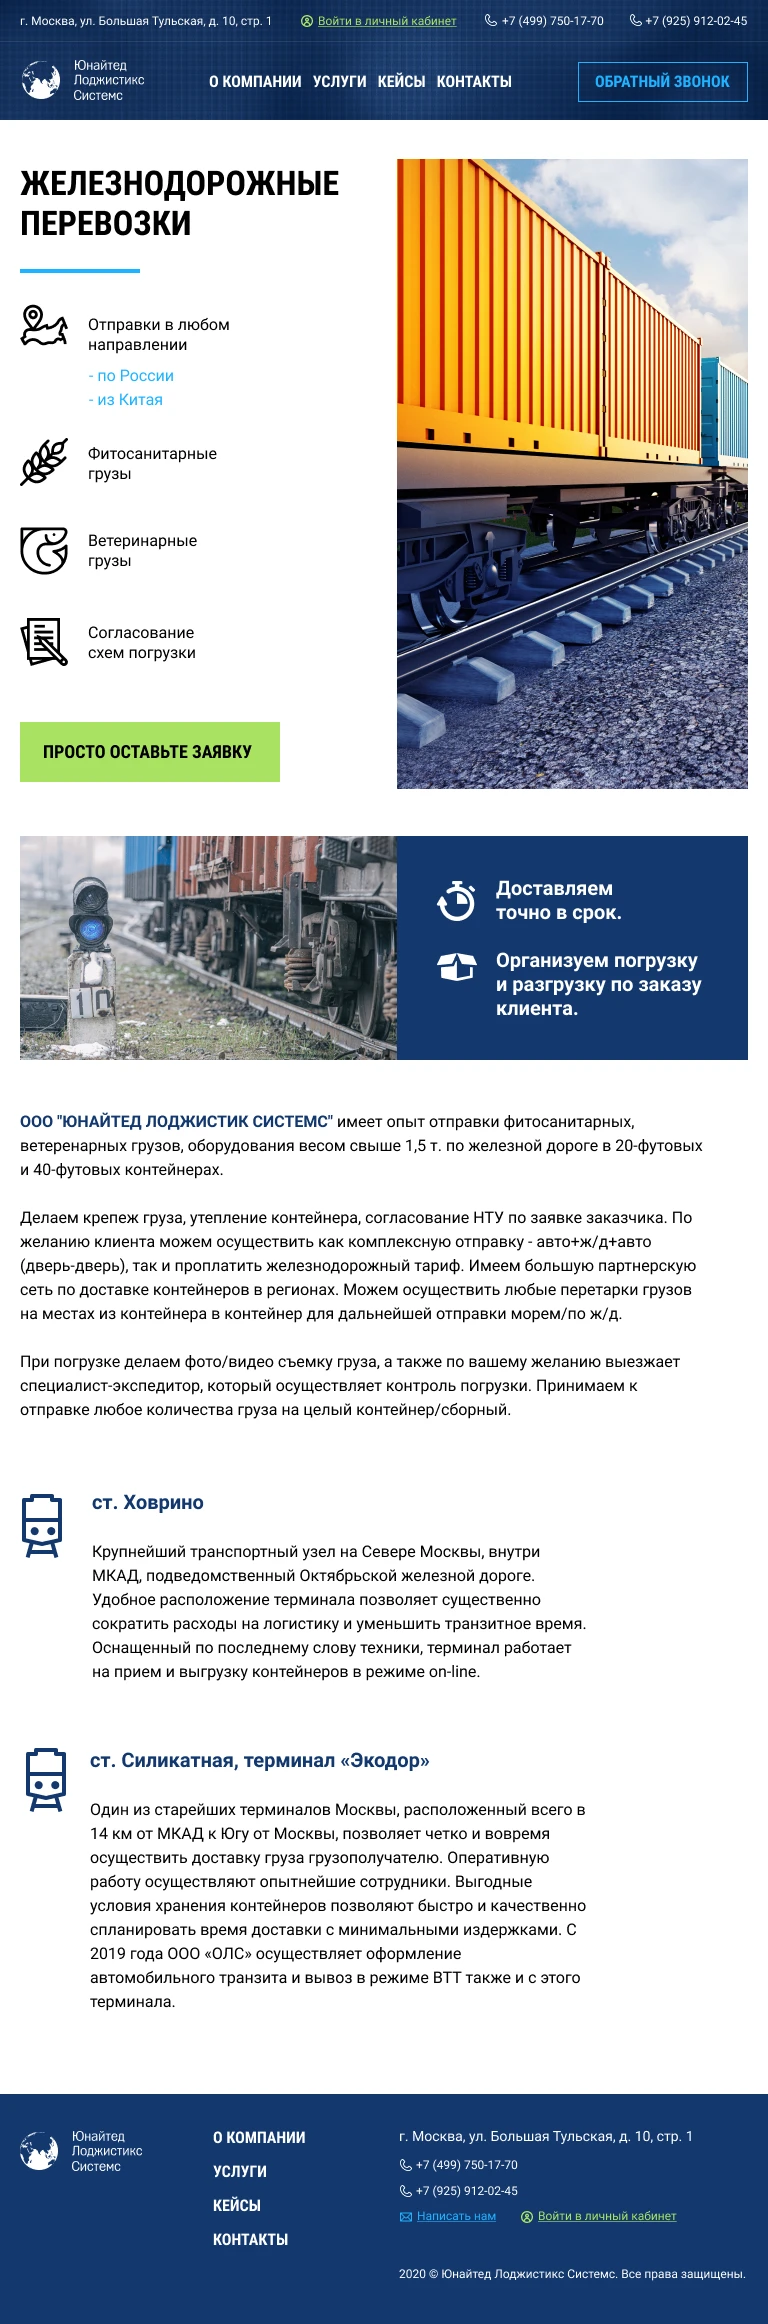 г. Москва, ул. Большая Тульская, д. 10, стр. 1
Войти в личный кабинет
+7 (499) 750-17-70
+7 (925) 912-02-45
Юнайтед
Лоджистикс
Системс
О КОМПАНИИ УСЛУГИ КЕЙСЫ КОНТАКТЫ
ОБРАТНЫЙ ЗВОНОК
ЖЕЛЕЗНОДОРОЖНЫЕ
ПЕРЕВОЗКИ
Отправки в любом
направлении
- по России
- из Китая
Фитосанитарные
грузы
Ветеринарные
грузы
Согласование
схем погрузки
ПРОСТО ОСТАВЬТЕ ЗАЯВКУ
10
Доставляем
точно в срок.
Организуем погрузку
и разгрузку по заказу
клиента.
ООО "ЮНАЙТЕД ЛОДЖИСТИК СИСТЕМС" имеет опыт отправки фитосанитарных,
ветеренарных грузов, оборудования весом свыше 1,5 т. по железной дороге в 20-футовых
и 40-футовых контейнерах.
Делаем крепеж груза, утепление контейнера, согласование НТУ по заявке заказчика. По
желанию клиента можем осуществить как комплексную отправку - авто+ж/д+авто
(дверь-дверь), так и проплатить железнодорожный тариф. Имеем большую партнерскую
сеть по доставке контейнеров в регионах. Можем осуществить любые перетарки грузов
на местах из контейнера в контейнер для дальнейшей отправки морем/по ж/д.
При погрузке делаем фото/видео съемку груза, а также по вашему желанию выезжает
специалист-экспедитор, который осуществляет контроль погрузки. Принимаем к
отправке любое количества груза на целый контейнер/сборный.
ст. Ховрино
Крупнейший транспортный узел на Севере Москвы, внутри
МКАД, подведомственный Октябрьской железной дороге.
Удобное расположение терминала позволяет существенно
сократить расходы на логистику и уменьшить транзитное время.
Оснащенный по последнему слову техники, терминал работает
на прием и выгрузку контейнеров в режиме on-line.
ст. Силикатная, терминал «Экодор»
Один из старейших терминалов Москвы, расположенный всего в
14 км от МКАД к Югу от Москвы, позволяет четко и вовремя
осуществить доставку груза грузополучателю. Оперативную
работу осуществляют опытнейшие сотрудники. Выгодные
условия хранения контейнеров позволяют быстро и качественно
спланировать время доставки с минимальными издержками. С
2019 года ООО «ОЛС» осуществляет оформление
автомобильного транзита и вывоз в режиме ВТТ также и с этого
терминала.
Юнайтед
Лоджистикс
Системс
О КОМПАНИИ
УСЛУГИ
КЕЙСЫ
КОНТАКТЫ
г. Москва, ул. Большая Тульская, д. 10, стр. 1
+7 (499) 750-17-70
+7 (925) 912-02-45
Написать нам
Войти в личный кабинет
2020 © Юнайтед Лоджистикс Системс. Все права защищены.